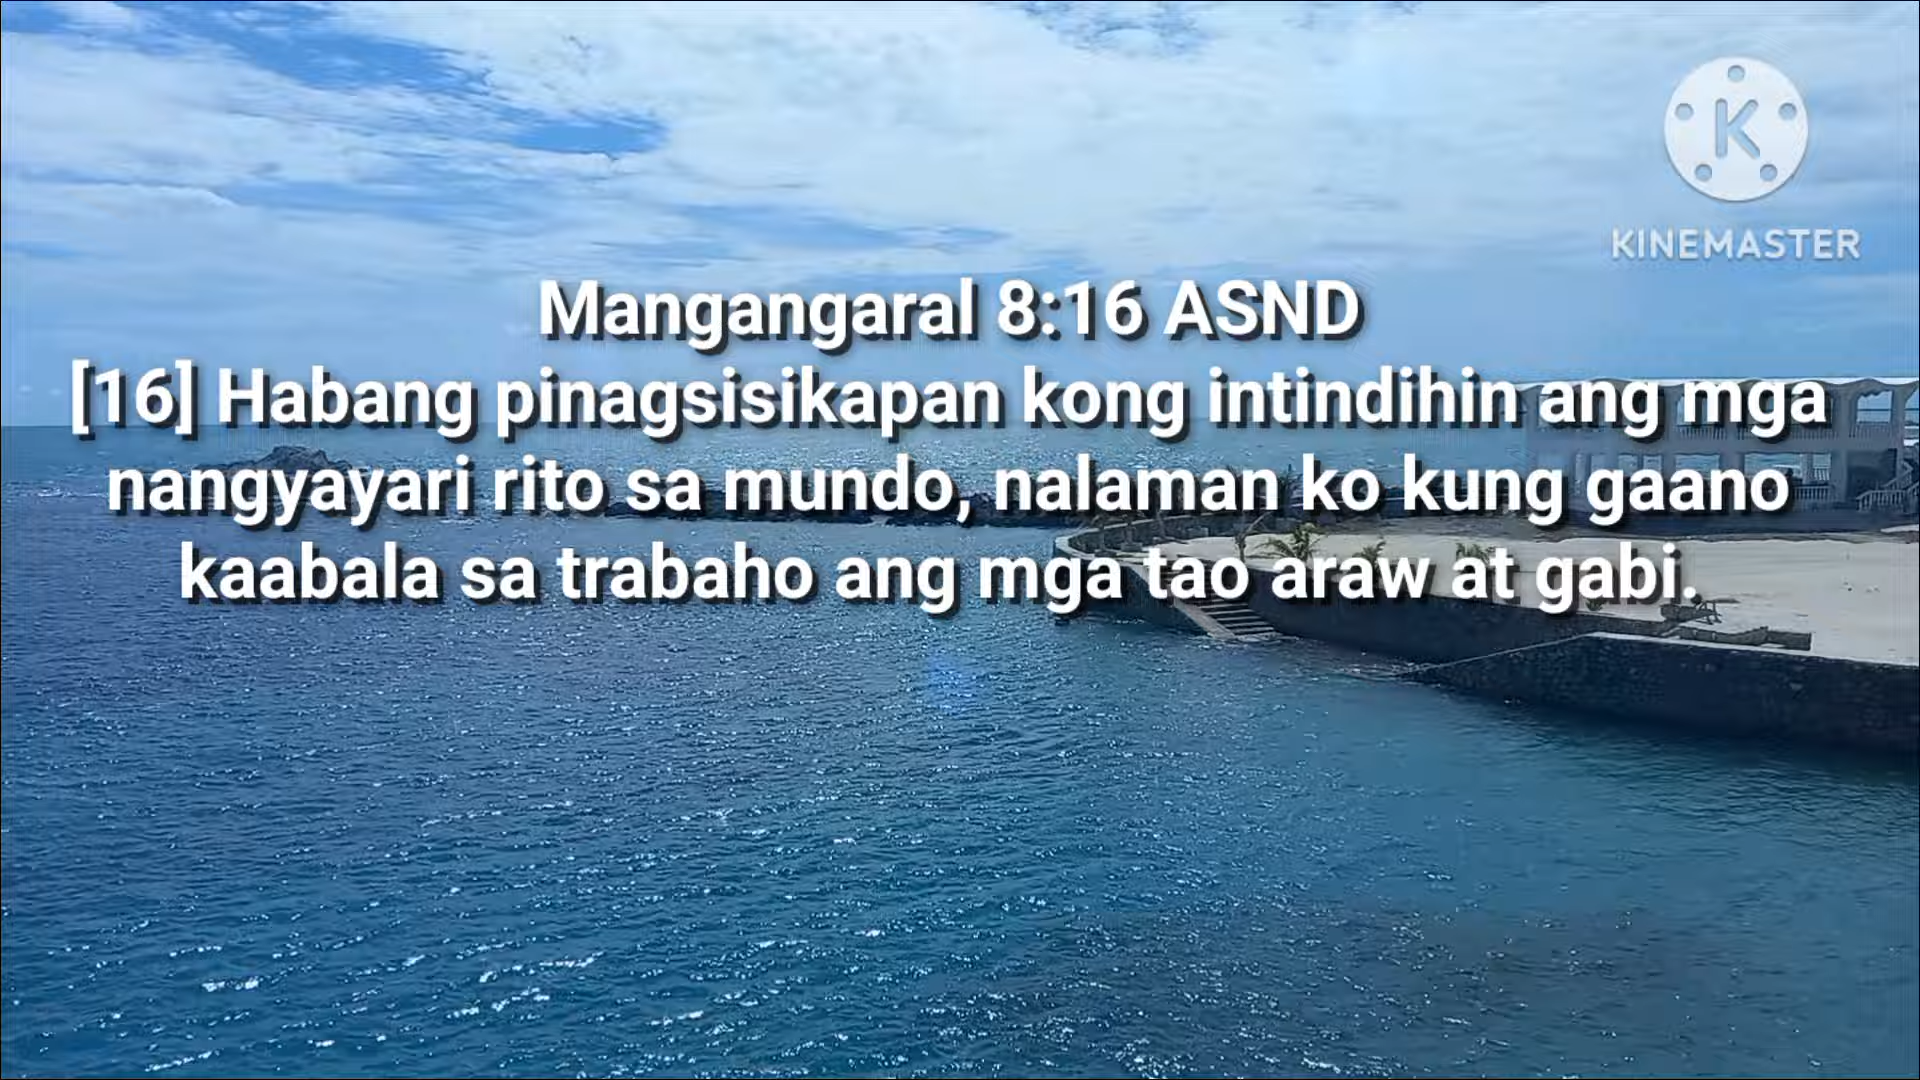 KINEMASTER
Mangangaral 8:16 ASND
[16] Habang pinagsisikapan kong intindihin ang mga
nangyayari rito sa mundo, nalaman ko kung gaano
kaabala sa trabaho ang mga tao araw at gabi.